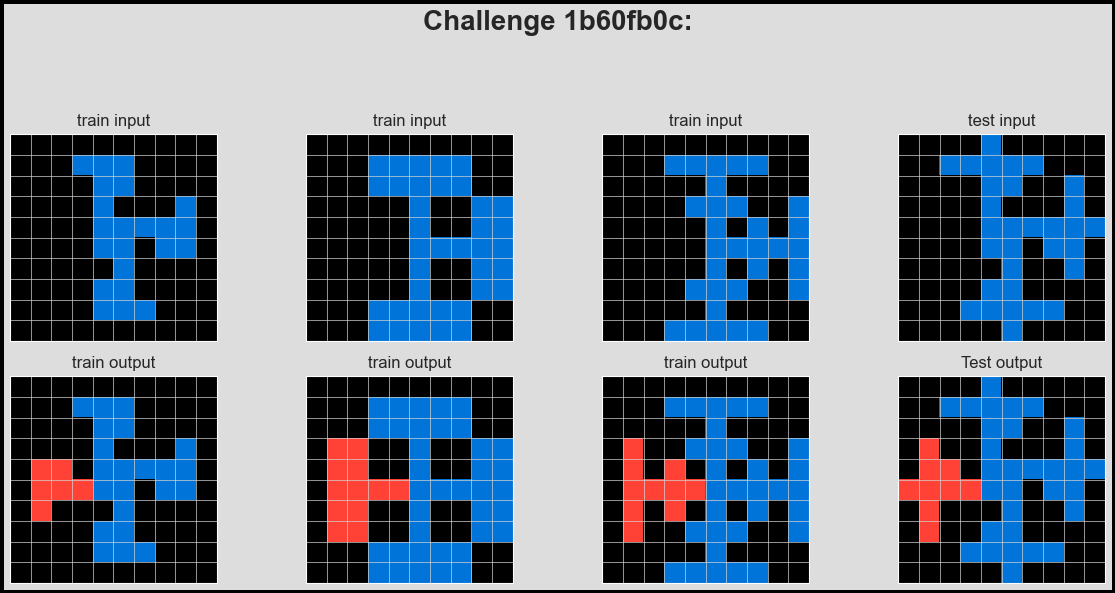 Challenge 1b60fb0c:
train input
train input
train input
test input
train output
train output
train output
Test output